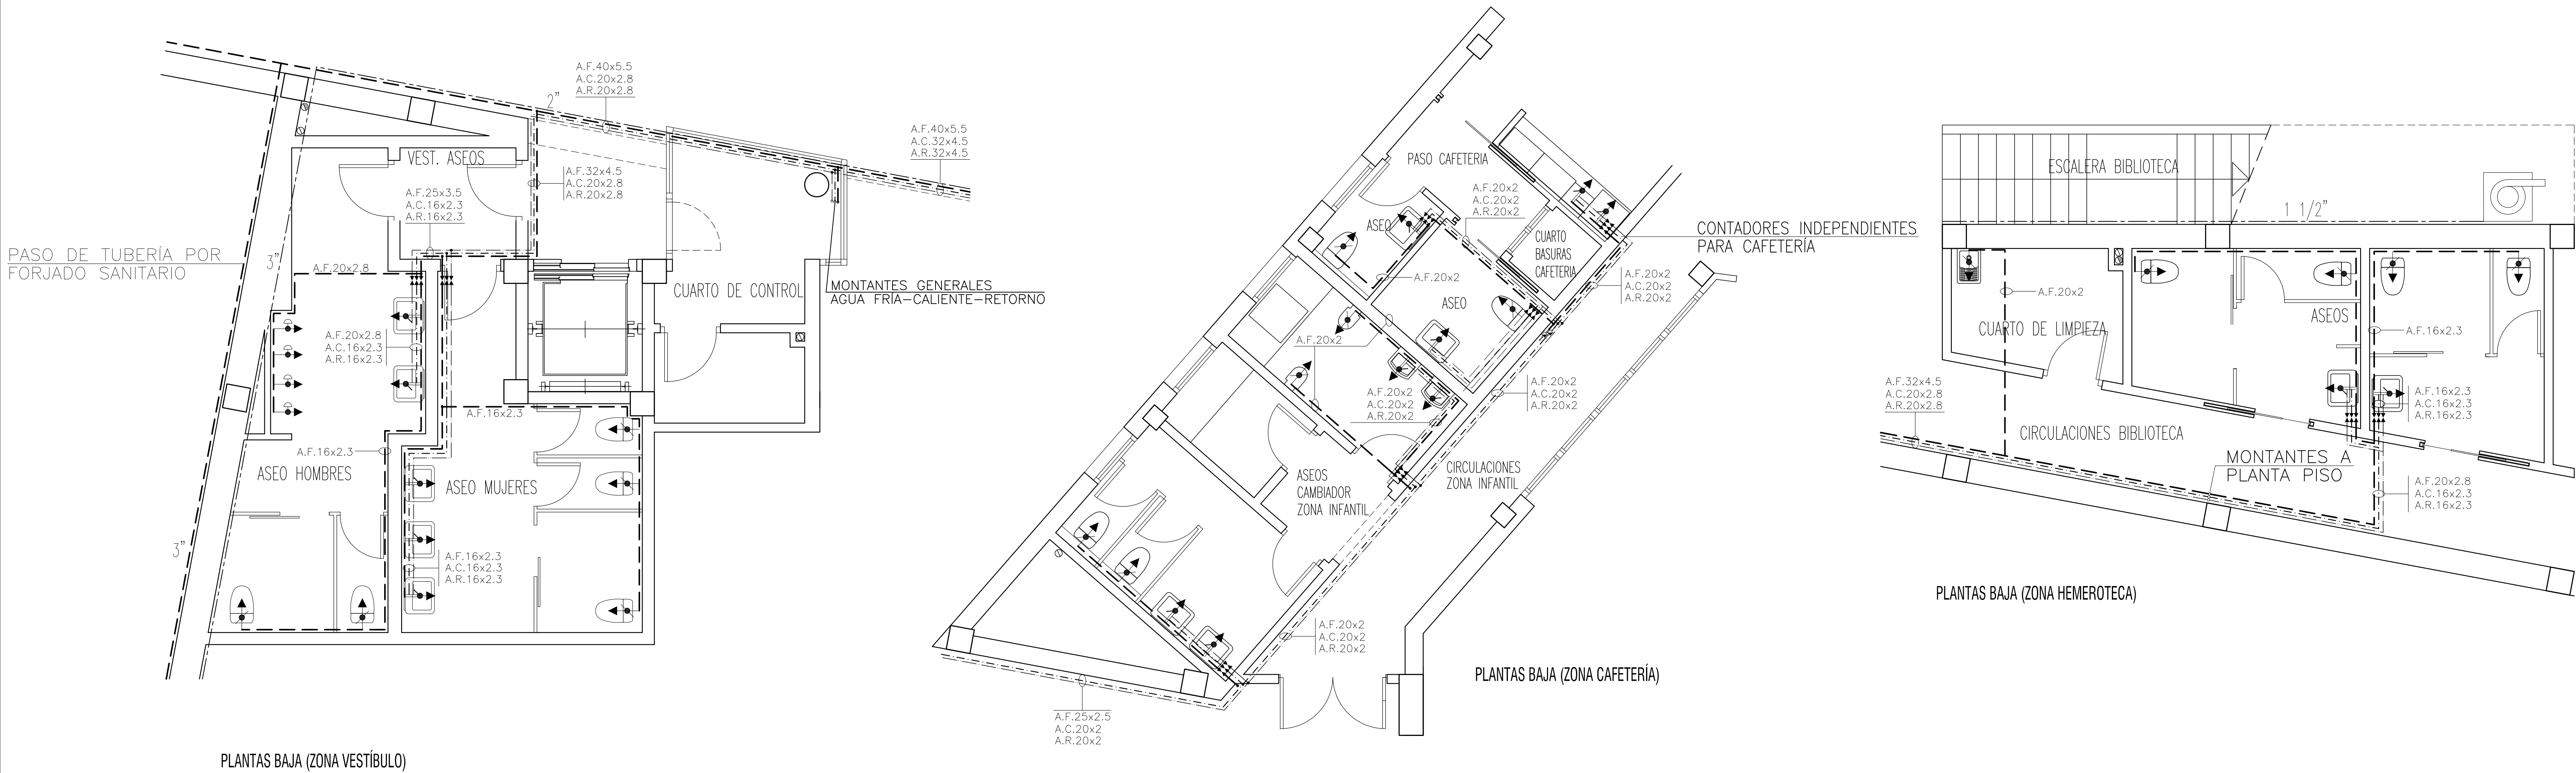 A.F.40x5.5
A.C.20x2.8
A.R.20x2.8
2"
A.F.40x5.5
A.C.32x4.5
A.R.32x4.5
VEST. ASEOS
A.F.32x4.5
A.C.20x2.8
A.R.20x2.8
A.F.25x3.5
A.C.16x2.3
A.R.16x2.3
PASO DE TUBERÍA POR
FORJADO SANITARIO
3"
A.F.20x2.8
CUARTO DE CONTROL
MONTANTES GENERALES
AGUA FRÍA-CALIENTE-RETORNO
A.F.20x2.8
A.C.16x2.3
A.R.16x2.3
A.F.16x2.3
A.F.16x2.3
ASEO HOMBRES
ASEO MUJERES
3"
A.F.16x2.3
A.C.16x2.3
A.R.16x2.3
PLANTAS BAJA (ZONA VESTÍBULO)
PASO CAFETERIA
A.F.20x2
A.C.20x2
A.R.20x2
ASEO
CUARTO
BASURAS
CAFETERIA
CONTADORES INDEPENDIENTES
PARA CAFETERÍA
A.F.20x2
A.F.20x2
A.C.20x2
A.R.20x2
ASEO
A.F.20x2
A.F.20x2
A.C.20x2
A.R.20x2
A.F.20x2
A.C.20x2
A.R.20x2
ASEOS
CAMBIADOR
ZONA INFANTIL
CIRCULACIONES
ZONA INFANTIL
A.F.20x2
A.C.20x2
A.R.20x2
A.F.25x2.5
A.C.20x2
A.R.20x2
PLANTAS BAJA (ZONA CAFETERÍA)
ESCALERA BIBLIOTECA
1 1/2"
A.F.20x2
CUARTO DE LIMPIEZA
ASEOS
A.F.16x2.3
A.F.32x4.5
A.C.20x2.8
A.R.20x2.8
A.F.16x2.3
A.C.16x2.3
A.R.16x2.3
CIRCULACIONES BIBLIOTECA
MONTANTES A
PLANTA PISO
A.F.20x2.8
A.C.16x2.3
A.R.16x2.3
PLANTAS BAJA (ZONA HEMEROTECA)